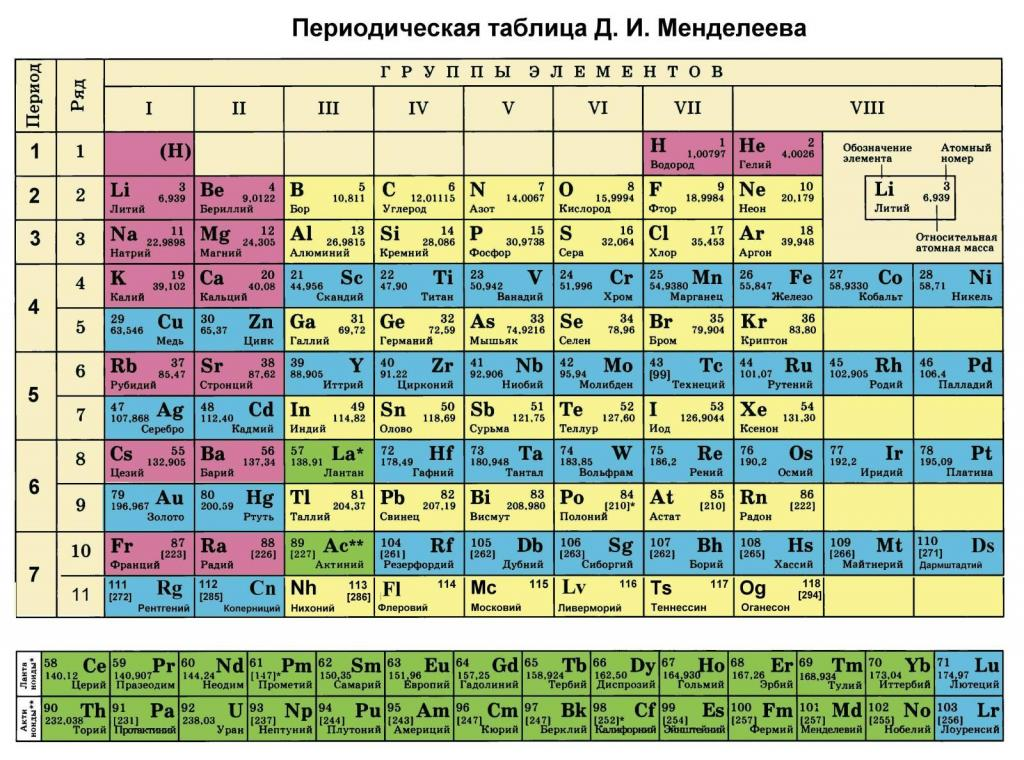 Периодическая таблица Д. И. Менделеева
Период Ряд ГРУППЫ ЭЛЕМЕНТОВ
I II III IV V VI VII VIII
1 1 (H) H 1 1,00797 Водород He 2 4,0026 Гелий
Обозначение элемента Атомный номер
Li 3 6,939 Литий
Относительная атомная масса
2 2 Li 3 6,939 Литий Be 4 9,0122 Бериллий B 5 10,811 Бор C 6 12,01115 Углерод N 7 14,0067 Азот O 8 15,9994 Кислород F 9 18,9984 Фтор Ne 10 20,179 Неон
3 3 Na 11 22,9898 Натрий Mg 12 24,305 Магний Al 13 26,9815 Алюминий Si 14 28,086 Кремний P 15 30,9738 Фосфор S 16 32,064 Сера Cl 17 35,453 Хлор Ar 18 39,948 Аргон
4 4 K 19 39,102 Калий Ca 20 40,08 Кальций 21 Sc 44,956 Скандий 22 Ti 47,90 Титан 23 V 50,942 Ванадий 24 Cr 51,996 Хром 25 Mn 54,9380 Марганец 26 Fe 55,847 Железо 27 Co 58,9330 Кобальт 28 Ni 58,71 Никель
5 29 Cu 63,546 Медь 30 Zn 65,37 Цинк Ga 31 69,72 Галлий Ge 32 72,59 Германий As 33 74,9216 Мышьяк Se 34 78,96 Селен Br 35 79,904 Бром Kr 36 83,80 Криптон
5 6 Rb 37 85,47 Рубидий Sr 38 87,62 Стронций 39 Y 88,905 Иттрий 40 Zr 91,22 Цирконий 41 Nb 92,906 Ниобий 42 Mo 95,94 Молибден 43 Tc [99] Технеций 44 Ru 101,07 Рутений 45 Rh 102,905 Родий 46 Pd 106,4 Палладий
7 47 Ag 107,868 Серебро 48 Cd 112,40 Кадмий In 49 114,82 Индий Sn 50 118,69 Олово Sb 51 121,75 Сурьма Te 52 127,60 Теллур I 53 126,9044 Иод Xe 54 131,30 Ксенон
6 8 Cs 55 132,905 Цезий Ba 56 137,34 Барий 57 La* 138,91 Лантан 72 Hf 178,49 Гафний 73 Ta 180,948 Тантал 74 W 183,85 Вольфрам 75 Re 186,2 Рений 76 Os 190,2 Осмий 77 Ir 192,2 Иридий 78 Pt 195,09 Платина
9 79 Au 196,967 Золото 80 Hg 200,59 Ртуть Tl 81 204,37 Таллий Pb 82 207,19 Свинец Bi 83 208,980 Висмут Po 84 [210]* Полоний At 85 [210] Астат Rn 86 [222] Радон
7 10 Fr 87 [223] Франций Ra 88 [226] Радий 89 Ac** [227] Актиний 104 Rf [261] Резерфордий 105 Db [262] Дубний 106 Sg [263] Сиборгий 107 Bh [262] Борий 108 Hs [265] Хассий 109 Mt [266] Майтнерий 110 Ds [271] Дармштадтий
11 111 Rg [272] Рентгений 112 Cn [285] Коперниций Nh 113 [286] Нихоний Fl 114 Флеровий Mc 115 Московий Lv 116 Ливерморий Ts 117 Теннессин Og 118 [294] Оганесон
Ланта ноиды* 58 Ce 140,12 Церий 59 Pr 140,907 Празеодим 60 Nd 144,24 Неодим 61 Pm [147]* Прометий 62 Sm 150,35 Самарий 63 Eu 151,96 Европий 64 Gd 157,25 Гадолиний 65 Tb 158,924 Тербий 66 Dy 162,50 Диспрозий 67 Ho 164,930 Гольмий 68 Er 167,26 Эрбий 69 Tm 168,934 Тулий 70 Yb 173,04 Иттербий 71 Lu 174,97 Лютеций
Акти ноиды** 90 Th 232,038 Торий 91 Pa [231] Протактиний 92 U 238,03 Уран 93 Np [237] Нептуний 94 Pu [244] Плутоний 95 Am [243] Америций 96 Cm [247] Кюрий 97 Bk [247] Берклий 98 Cf [252]* Калифорний 99 Es [254] Эйнштейний 100 Fm [257] Фермий 101 Md [257] Менделевий 102 No [255] Нобелий 103 Lr [256] Лоуренсий